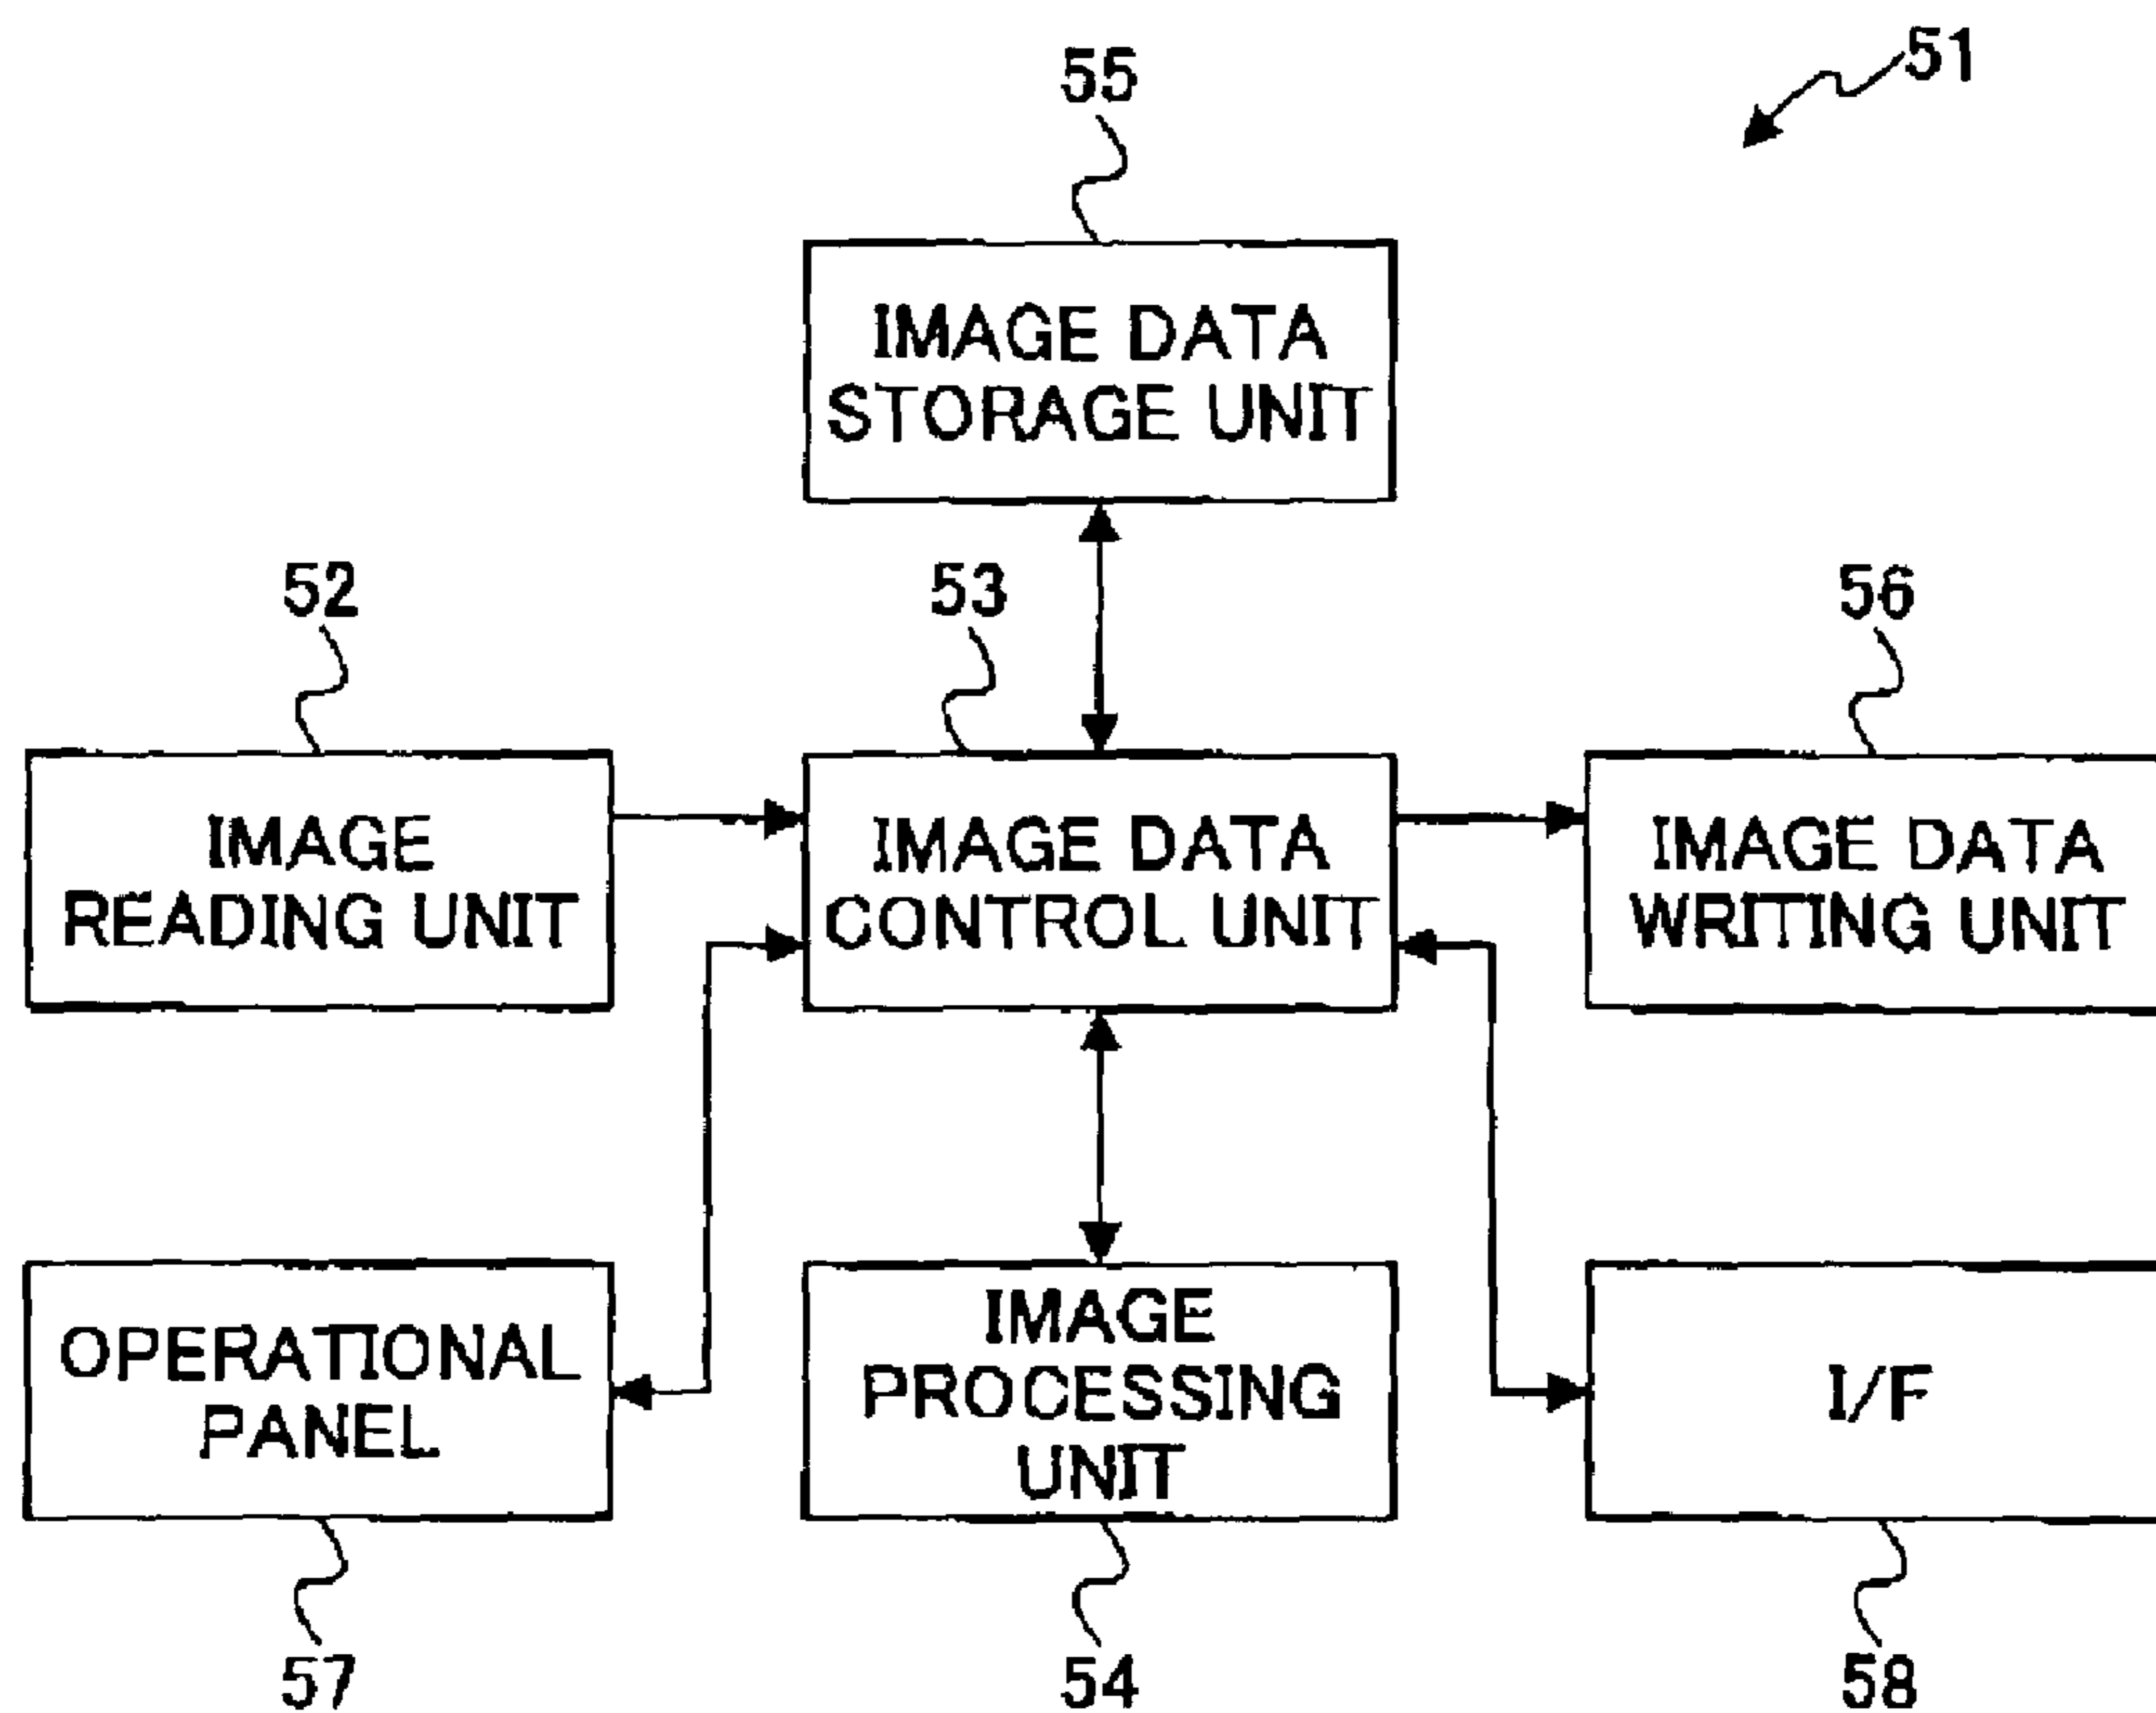 51
55
IMAGE DATA
STORAGE UNIT
52
53
56
IMAGE
READING UNIT
IMAGE DATA
CONTROL UNIT
IMAGE DATA
WRITING UNIT
OPERATIONAL
PANEL
IMAGE
PROCESSING
UNIT
I/F
57
54
58